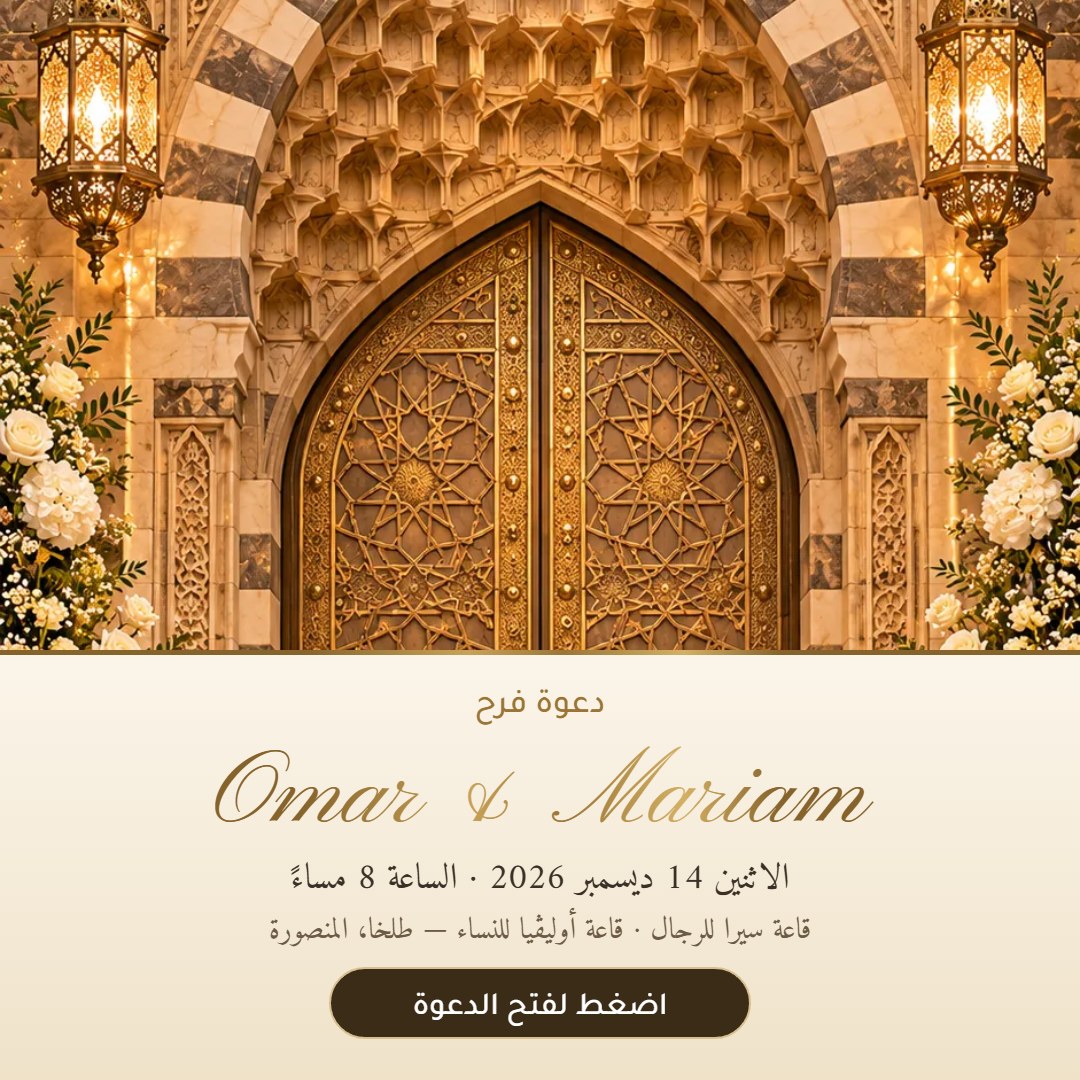 دعوة فرح
Omar & Mariam
الاثنين 14 ديسمبر 2026 · الساعة 8 مساءً
قاعة سيرا للرجال · قاعة أوليڤيا للنساء — طلخا، المنصورة
اضغط لفتح الدعوة